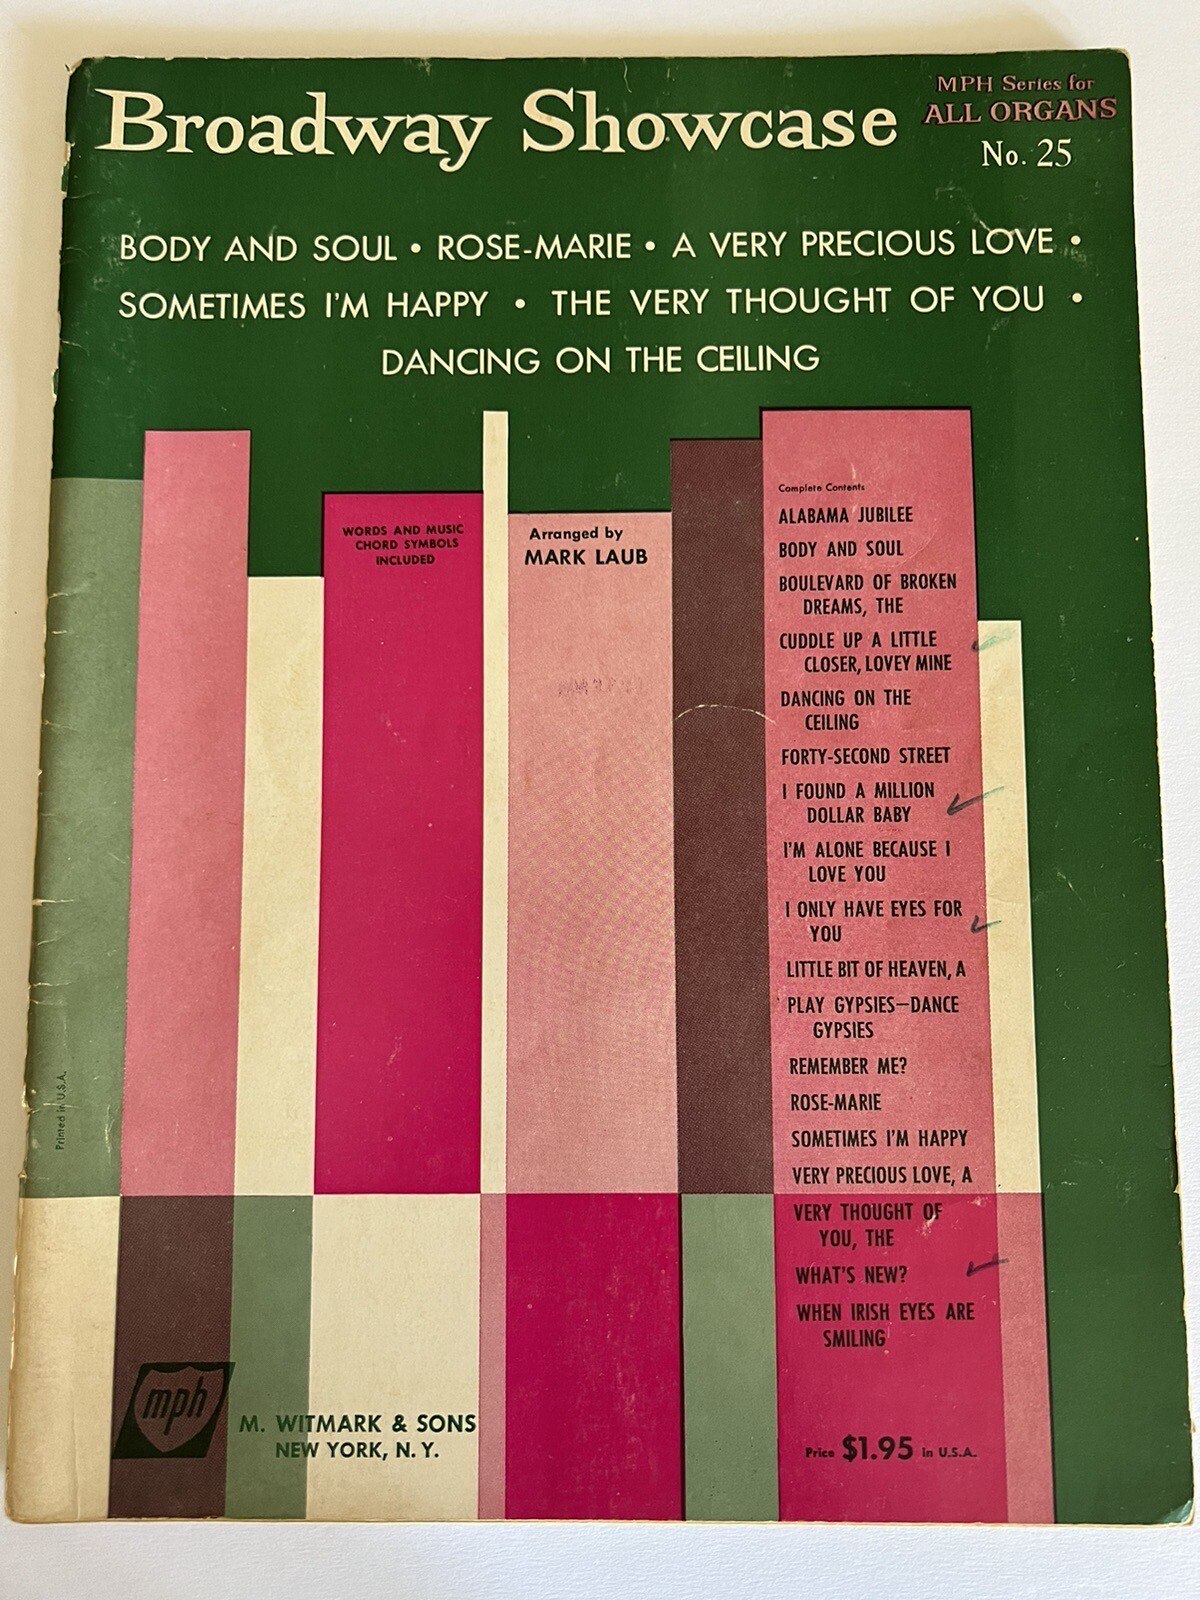 Broadway Showcase
MPH Series for
ALL ORGANS
No. 25
BODY AND SOUL • ROSE-MARIE • A VERY PRECIOUS LOVE •
SOMETIMES I'M HAPPY • THE VERY THOUGHT OF YOU •
DANCING ON THE CEILING
WORDS AND MUSIC
CHORD SYMBOLS
INCLUDED
Arranged by
MARK LAUB
Complete Contents
ALABAMA JUBILEE
BODY AND SOUL
BOULEVARD OF BROKEN
DREAMS, THE
CUDDLE UP A LITTLE
CLOSER, LOVEY MINE
DANCING ON THE
CEILING
FORTY-SECOND STREET
I FOUND A MILLION
DOLLAR BABY
I'M ALONE BECAUSE I
LOVE YOU
I ONLY HAVE EYES FOR
YOU
LITTLE BIT OF HEAVEN, A
PLAY GYPSIES—DANCE
GYPSIES
REMEMBER ME?
ROSE-MARIE
SOMETIMES I'M HAPPY
VERY PRECIOUS LOVE, A
VERY THOUGHT OF
YOU, THE
WHAT'S NEW?
WHEN IRISH EYES ARE
SMILING
Price $1.95 in U.S.A.
Printed in U.S.A.
mph
M. WITMARK & SONS
NEW YORK, N. Y.